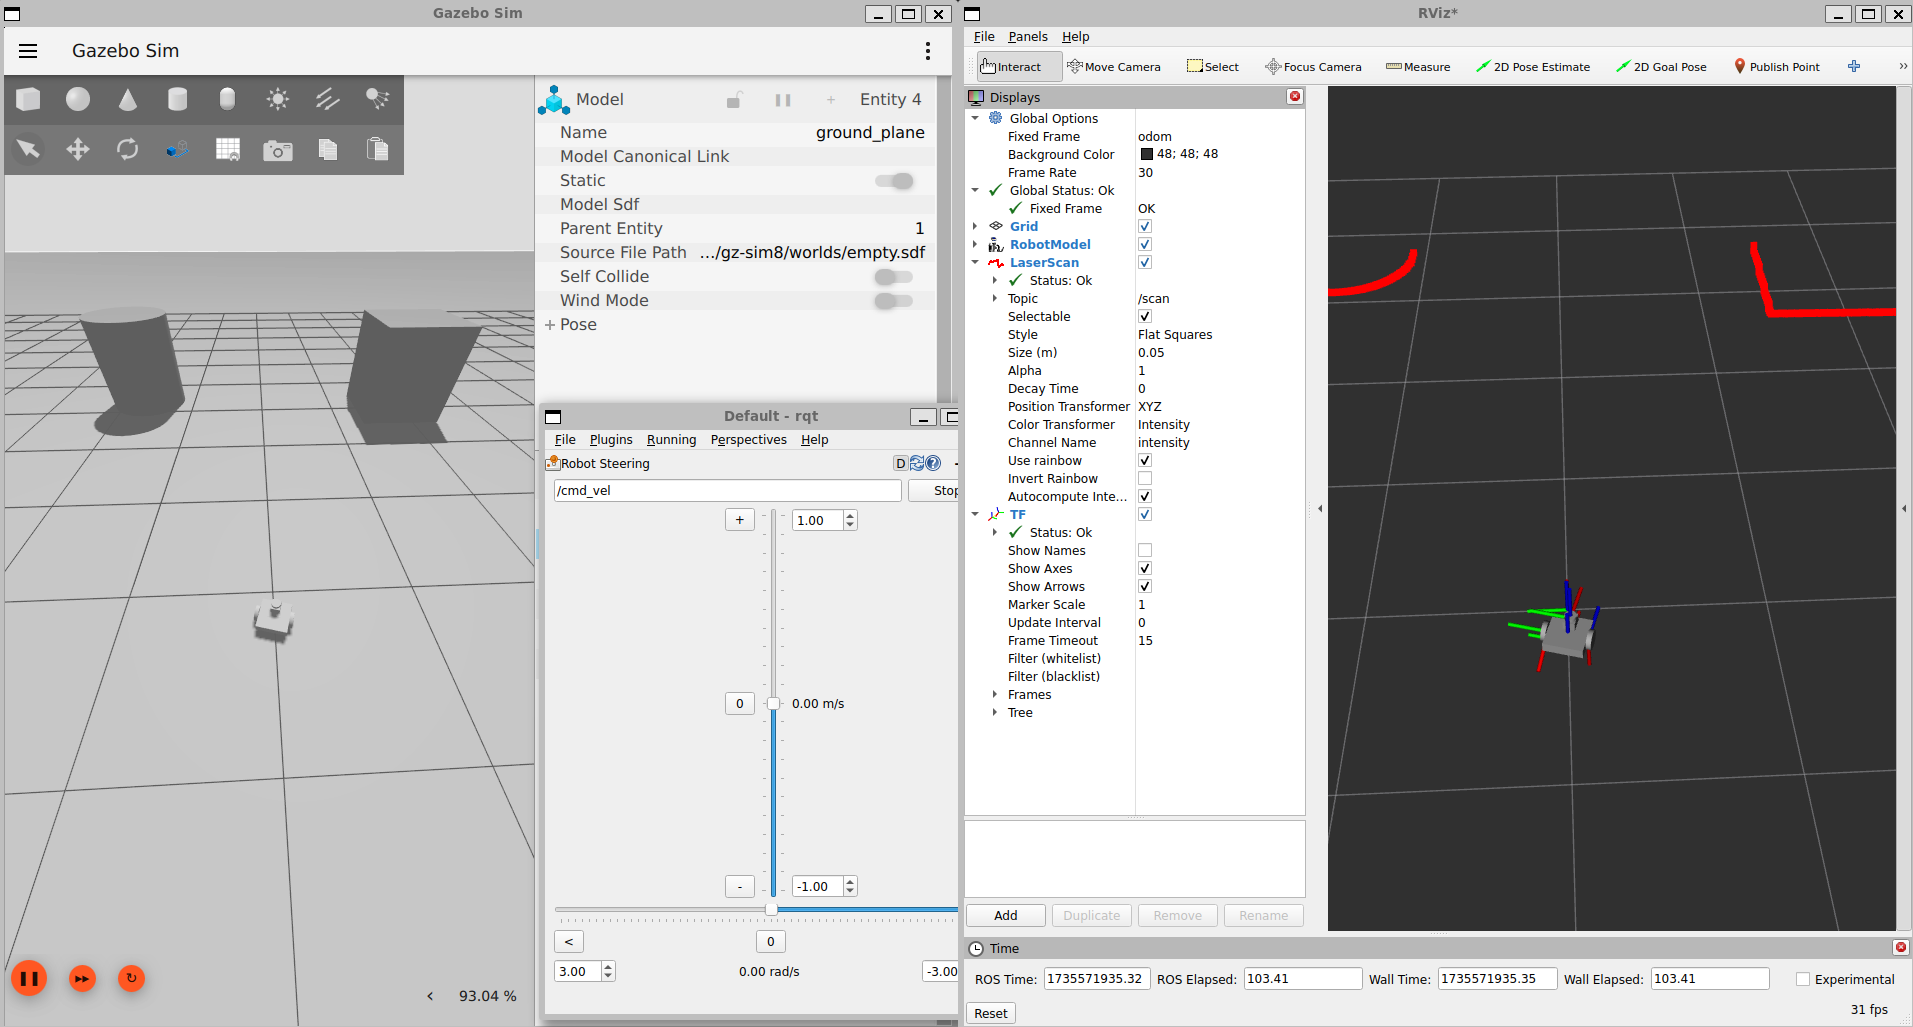 Gazebo Sim
Gazebo Sim
Model
Entity 4
Name ground_plane
Model Canonical Link
Static
Model Sdf
Parent Entity 1
Source File Path .../gz-sim8/worlds/empty.sdf
Self Collide
Wind Mode
+ Pose
93.04 %
Default - rqt
File Plugins Running Perspectives Help
Robot Steering
D
/cmd_vel
Stop
+ 1.00
0 0.00 m/s
- -1.00
< 0
3.00 0.00 rad/s -3.00
RViz*
File Panels Help
Interact Move Camera Select Focus Camera Measure 2D Pose Estimate 2D Goal Pose Publish Point
Displays
Global Options
Fixed Frame odom
Background Color 48; 48; 48
Frame Rate 30
Global Status: Ok
Fixed Frame OK
Grid
RobotModel
LaserScan
Status: Ok
Topic /scan
Selectable
Style Flat Squares
Size (m) 0.05
Alpha 1
Decay Time 0
Position Transformer XYZ
Color Transformer Intensity
Channel Name intensity
Use rainbow
Invert Rainbow
Autocompute Inte...
TF
Status: Ok
Show Names
Show Axes
Show Arrows
Marker Scale 1
Update Interval 0
Frame Timeout 15
Filter (whitelist)
Filter (blacklist)
Frames
Tree
Add Duplicate Remove Rename
Time
ROS Time: 1735571935.32 ROS Elapsed: 103.41 Wall Time: 1735571935.35 Wall Elapsed: 103.41 Experimental
Reset
31 fps